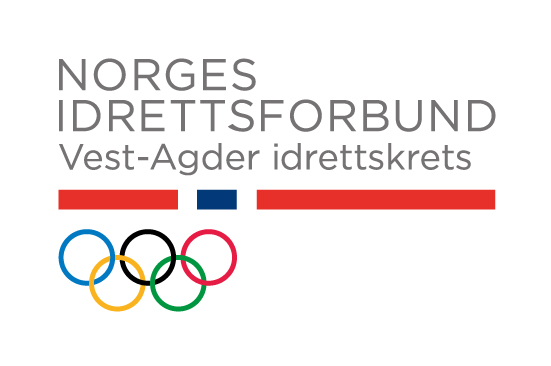 NORGES
IDRETTSFORBUND
Vest-Agder idrettskrets